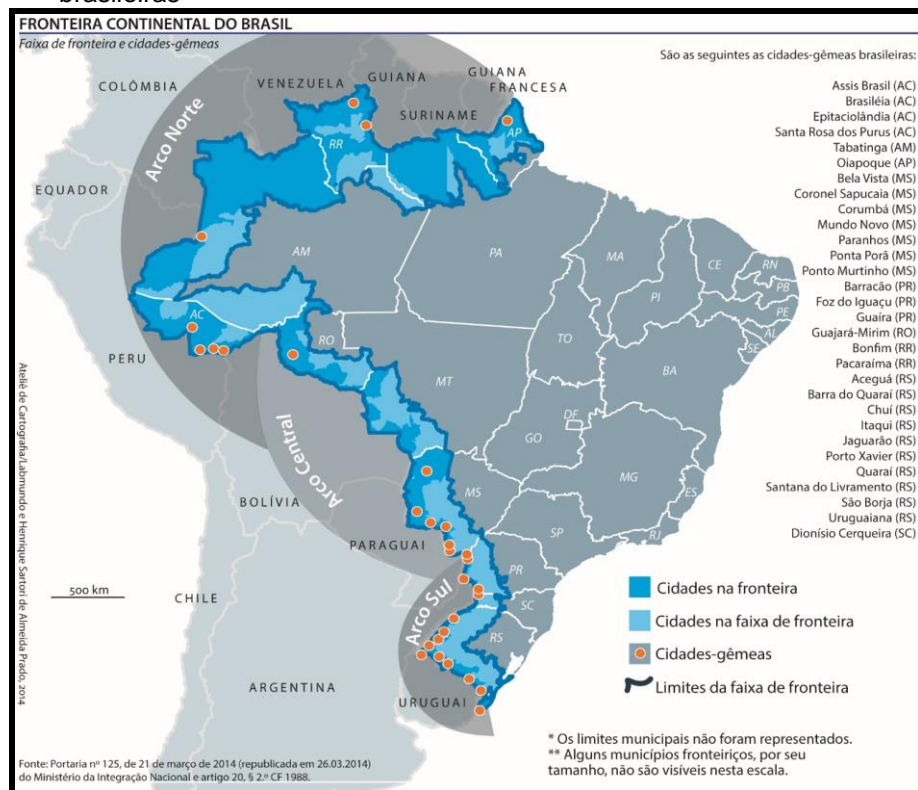 brasileiras
FRONTEIRA CONTINENTAL DO BRASIL
Faixa de fronteira e cidades-gêmeas
São as seguintes as cidades-gêmeas brasileiras:
Assis Brasil (AC)
Brasiléia (AC)
Epitaciolândia (AC)
Santa Rosa dos Purus (AC)
Tabatinga (AM)
Oiapoque (AP)
Bela Vista (MS)
Coronel Sapucaia (MS)
Corumbá (MS)
Mundo Novo (MS)
Paranhos (MS)
Ponta Porã (MS)
Ponto Murtinho (MS)
Barracão (PR)
Foz do Iguaçu (PR)
Guaíra (PR)
Guajará-Mirim (RO)
Bonfim (RR)
Pacaraíma (RR)
Aceguá (RS)
Barra do Quaraí (RS)
Chuí (RS)
Itaqui (RS)
Jaguarão (RS)
Porto Xavier (RS)
Quaraí (RS)
Santana do Livramento (RS)
São Borja (RS)
Uruguaiana (RS)
Dionísio Cerqueira (SC)
COLÔMBIA
VENEZUELA
GUIANA
GUIANA
FRANCESA
SURINAME
EQUADOR
PERU
BOLÍVIA
PARAGUAI
CHILE
ARGENTINA
URUGUAI
Arco Norte
Arco Central
Arco Sul
RR
AP
AM
PA
MA
CE
RN
PB
PE
AL
SE
PI
AC
RO
TO
BA
MT
DF
GO
MG
ES
MS
SP
RJ
PR
SC
RS
500 km
Cidades na fronteira
Cidades na faixa de fronteira
Cidades-gêmeas
Limites da faixa de fronteira
* Os limites municipais não foram representados.
** Alguns municípios fronteiriços, por seu
tamanho, não são visíveis nesta escala.
Ateliê de Cartografia/Labmundo e Henrique Sartori de Almeida Prado, 2014
Fonte: Portaria nº 125, de 21 de março de 2014 (republicada em 26.03.2014)
do Ministério da Integração Nacional e artigo 20, § 2.º CF 1988.